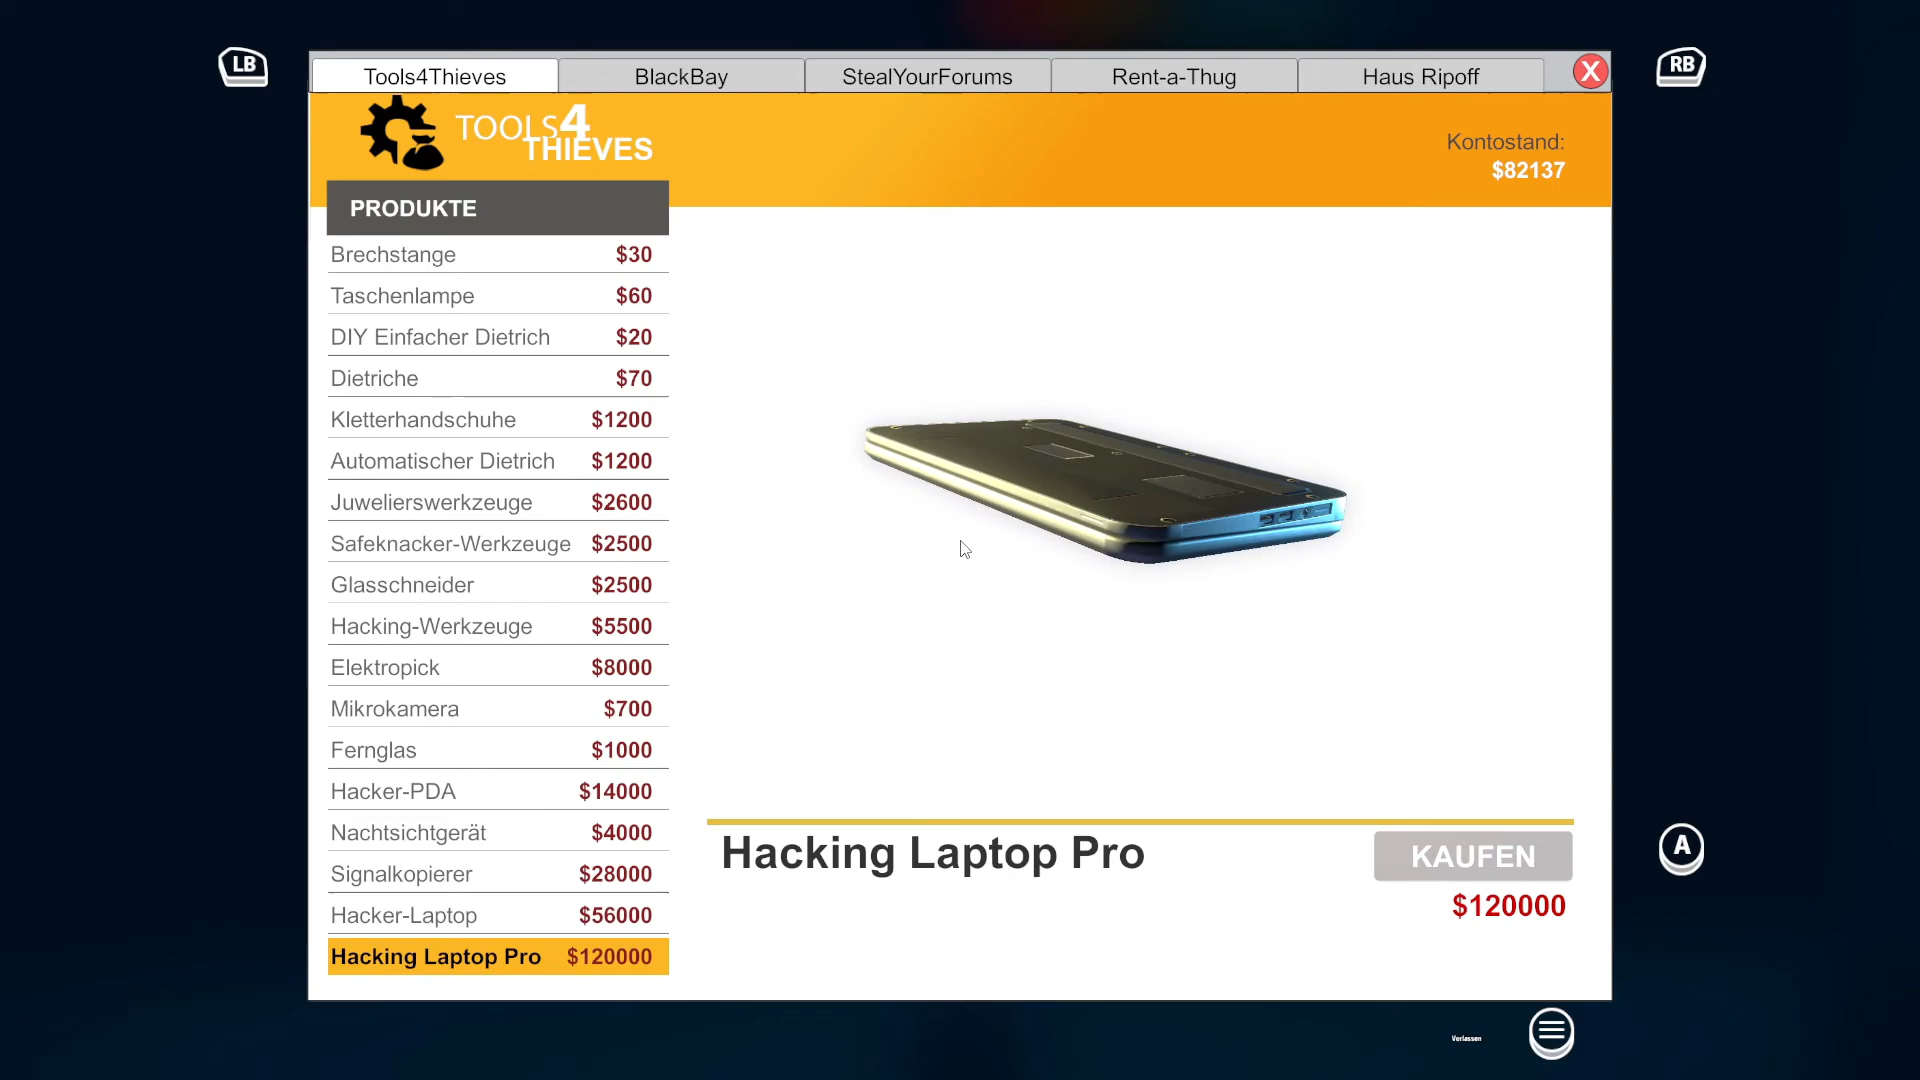 LB
RB
Tools4Thieves
BlackBay
StealYourForums
Rent-a-Thug
Haus Ripoff
X
TOOLS4
THIEVES
Kontostand:
$82137
PRODUKTE
Brechstange $30
Taschenlampe $60
DIY Einfacher Dietrich $20
Dietriche $70
Kletterhandschuhe $1200
Automatischer Dietrich $1200
Juwelierswerkzeuge $2600
Safeknacker-Werkzeuge $2500
Glasschneider $2500
Hacking-Werkzeuge $5500
Elektropick $8000
Mikrokamera $700
Fernglas $1000
Hacker-PDA $14000
Nachtsichtgerät $4000
Signalkopierer $28000
Hacker-Laptop $56000
Hacking Laptop Pro $120000
Hacking Laptop Pro
KAUFEN
$120000
A
Verlassen